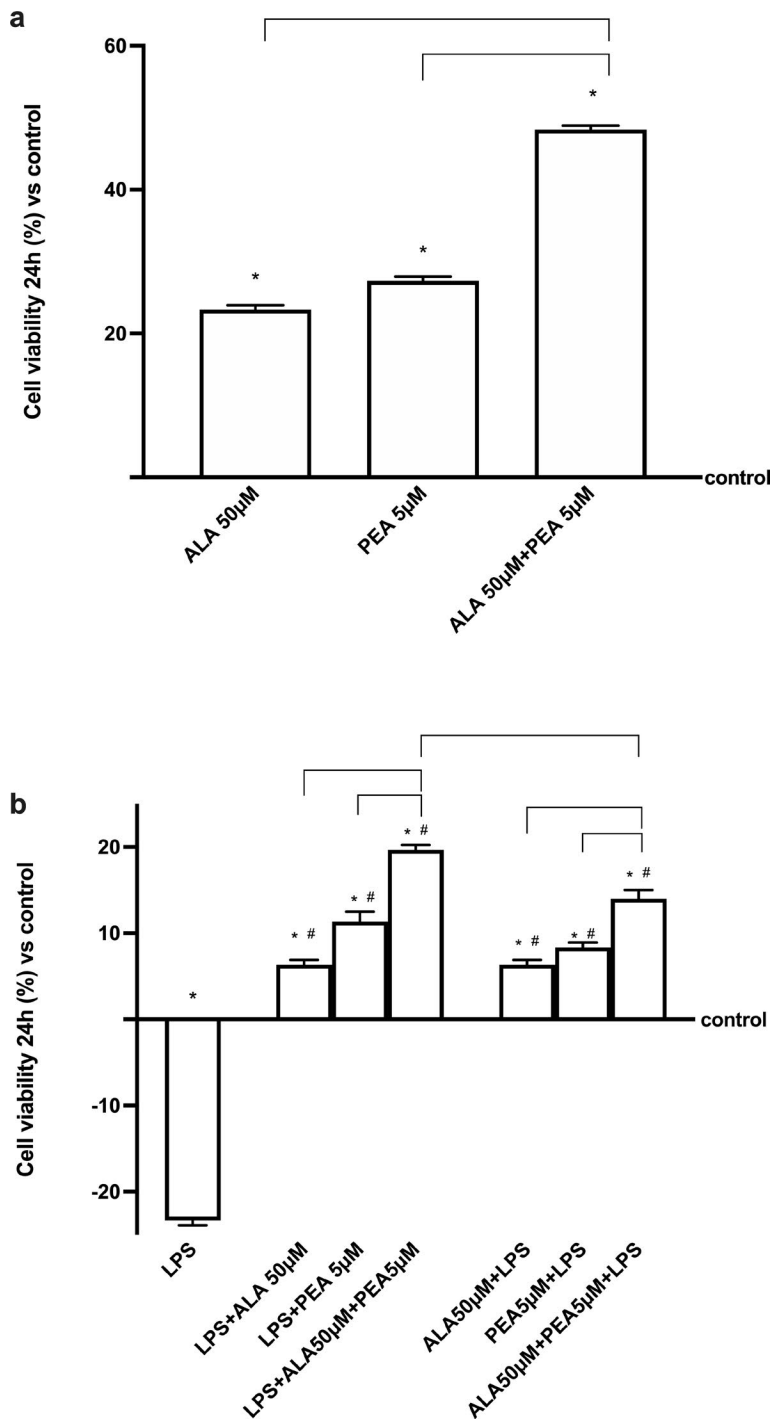 a
Cell viability 24h (%) vs control
60
*
40
*
*
20
control
ALA 50µM
PEA 5µM
ALA 50µM+PEA 5µM
b
Cell viability 24h (%) vs control
20
10
-10
-20
*
* #
* #
* #
* #
* #
* #
control
LPS
LPS+ALA 50µM
LPS+PEA 5µM
LPS+ALA50µM+PEA5µM
ALA50µM+LPS
PEA5µM+LPS
ALA50µM+PEA5µM+LPS